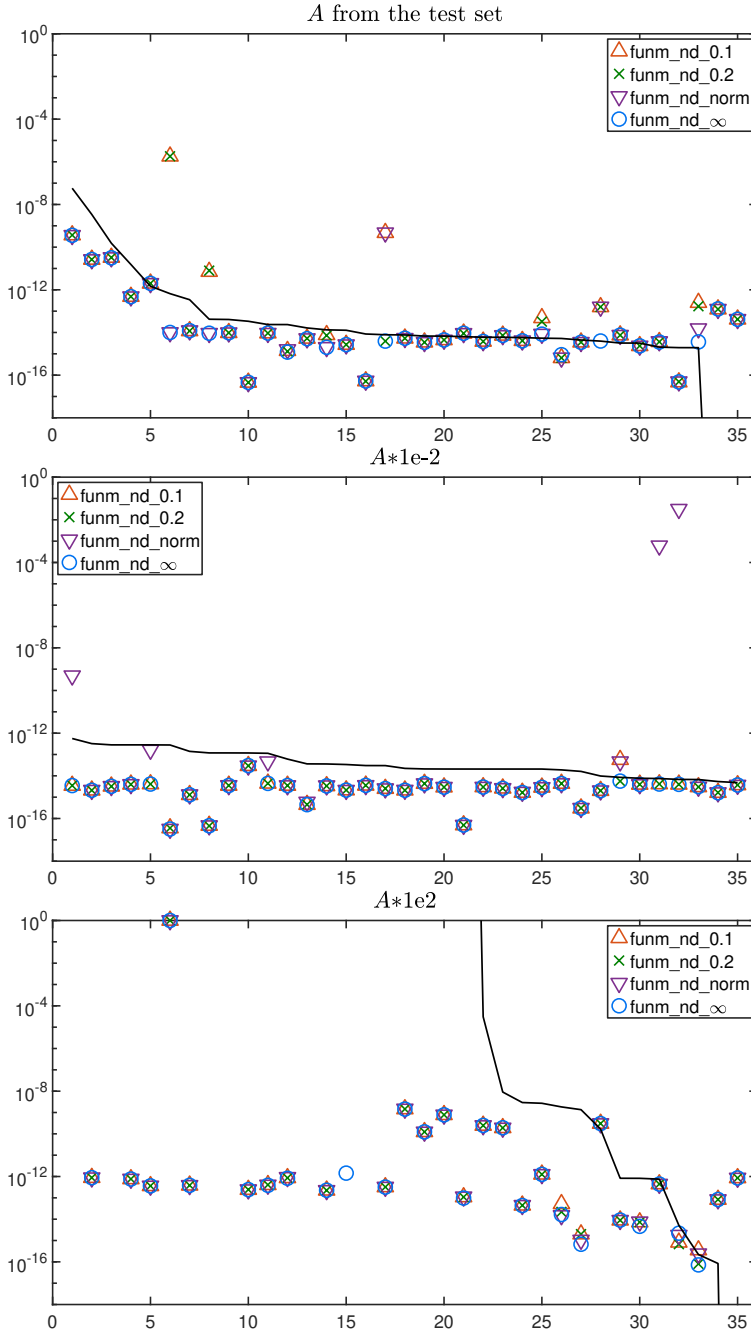 A from the test set
10^0
10^-4
10^-8
10^-12
10^-16
funm_nd_0.1
funm_nd_0.2
funm_nd_norm
funm_nd_∞
0 5 10 15 20 25 30 35
A*1e-2
10^0
10^-4
10^-8
10^-12
10^-16
funm_nd_0.1
funm_nd_0.2
funm_nd_norm
funm_nd_∞
0 5 10 15 20 25 30 35
A*1e2
10^0
10^-4
10^-8
10^-12
10^-16
funm_nd_0.1
funm_nd_0.2
funm_nd_norm
funm_nd_∞
0 5 10 15 20 25 30 35